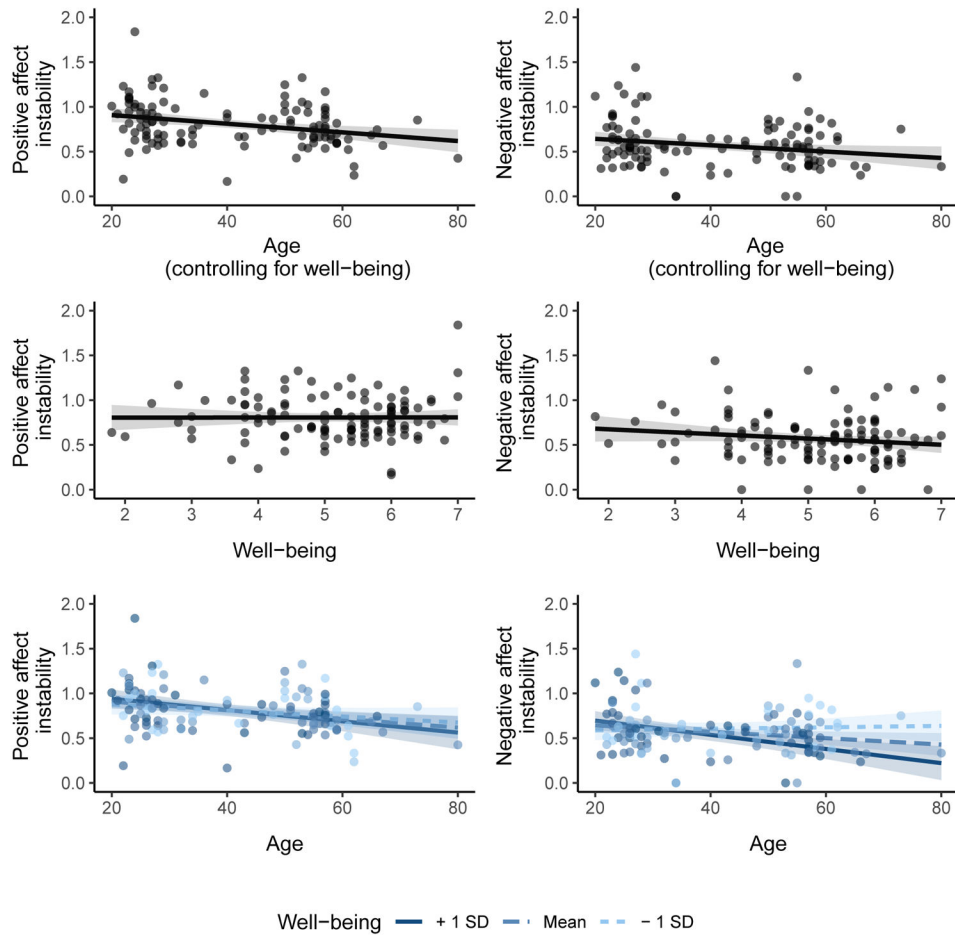 Positive affect
instability
2.0
1.5
1.0
0.5
0.0
20 40 60 80
Age
(controlling for well−being)
Negative affect
instability
2.0
1.5
1.0
0.5
0.0
20 40 60 80
Age
(controlling for well−being)
Positive affect
instability
2.0
1.5
1.0
0.5
0.0
2 3 4 5 6 7
Well−being
Negative affect
instability
2.0
1.5
1.0
0.5
0.0
2 3 4 5 6 7
Well−being
Positive affect
instability
2.0
1.5
1.0
0.5
0.0
20 40 60 80
Age
Negative affect
instability
2.0
1.5
1.0
0.5
0.0
20 40 60 80
Age
Well−being + 1 SD Mean − 1 SD